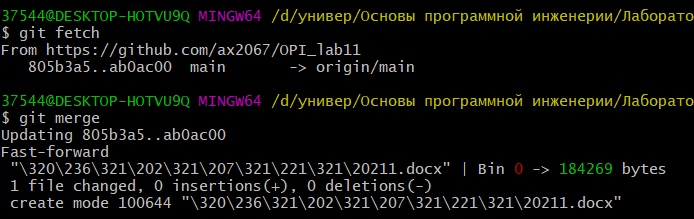 37544@DESKTOP-HOTVU9Q MINGW64 /d/универ/Основы программной инженерии/Лаборато
$ git fetch
From https://github.com/ax2067/OPI_lab11
   805b3a5..ab0ac00  main       -> origin/main

37544@DESKTOP-HOTVU9Q MINGW64 /d/универ/Основы программной инженерии/Лаборато
$ git merge
Updating 805b3a5..ab0ac00
Fast-forward
 "\320\236\321\202\321\207\321\221\321\20211.docx" | Bin 0 -> 184269 bytes
 1 file changed, 0 insertions(+), 0 deletions(-)
 create mode 100644 "\320\236\321\202\321\207\321\221\321\20211.docx"